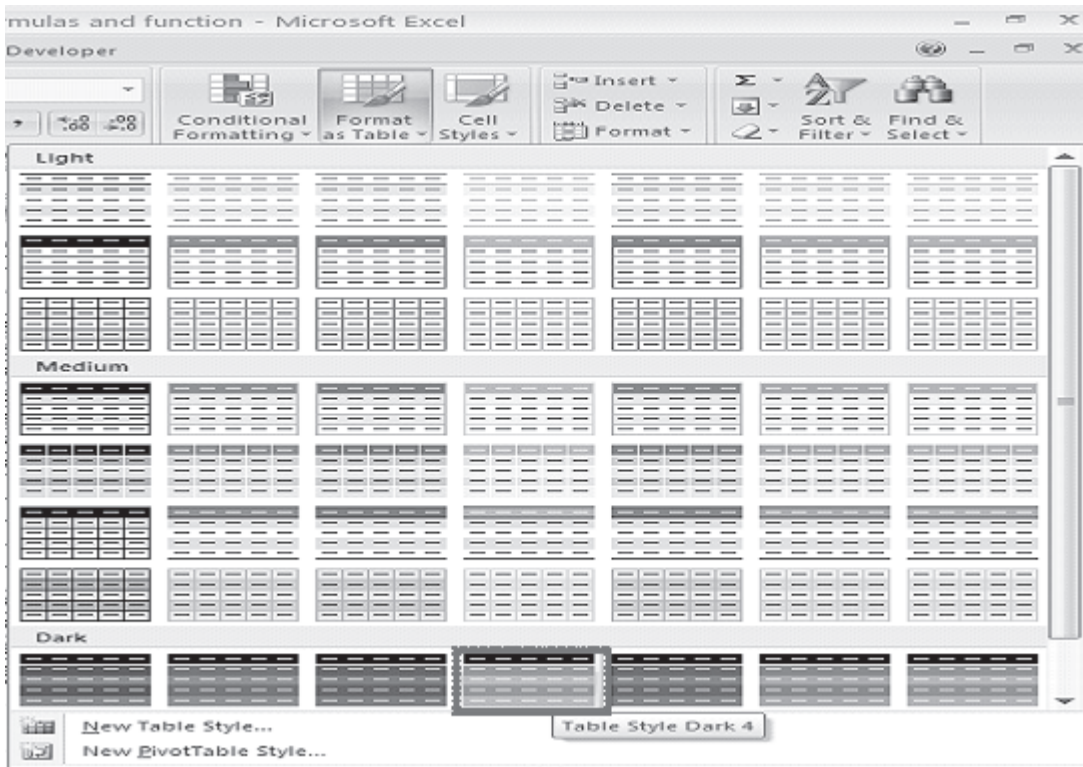 mulas and function - Microsoft Excel
Developer
Conditional Formatting
Format as Table
Cell Styles
Insert
Delete
Format
Σ
Sort & Filter
Find & Select
Light
Medium
Dark
Table Style Dark 4
New Table Style...
New PivotTable Style...